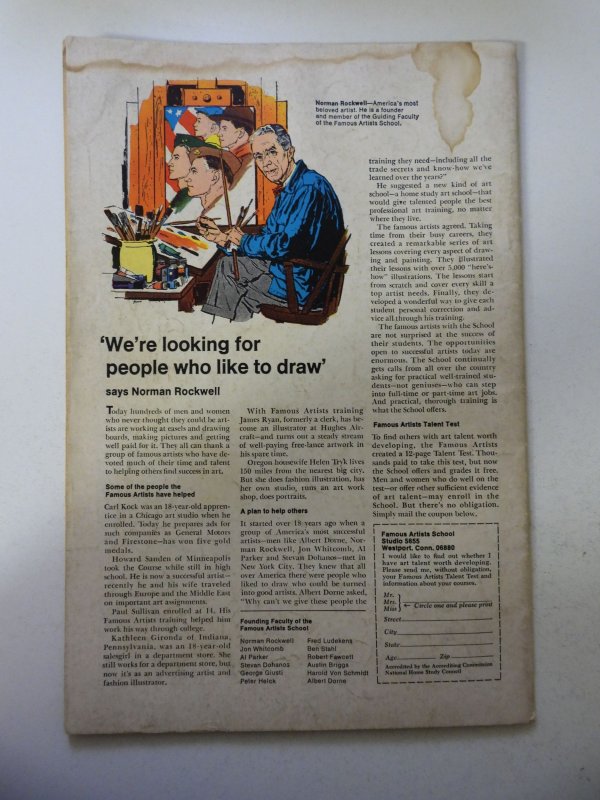 Norman Rockwell—America's most
beloved artist. He is a founder
and member of the Guiding Faculty
of the Famous Artists School.
'We're looking for
people who like to draw'
says Norman Rockwell
Today hundreds of men and women
who never thought they could be art-
ists are working at easels and drawing
boards, making pictures and getting
well paid for it. They all can thank a
group of famous artists who have de-
voted much of their time and talent
to helping others find success in art.
Some of the people the
Famous Artists have helped
Carl Kock was an 18-year-old appren-
tice in a Chicago art studio when he
enrolled. Today he prepares ads for
such companies as General Motors
and Firestone—has won five gold
medals.
Howard Sanden of Minneapolis
took the Course while still in high
school. He is now a successful artist—
recently he and his wife traveled
through Europe and the Middle East
on important art assignments.
Paul Sullivan enrolled at 14. His
Famous Artists training helped him
work his way through college.
Kathleen Gironda of Indiana,
Pennsylvania, was an 18-year-old
salesgirl in a department store. She
still works for a department store, but
now it's as an advertising artist and
fashion illustrator.
With Famous Artists training
James Ryan, formerly a clerk, has be-
come an illustrator at Hughes Air-
craft—and turns out a steady stream
of well-paying free-lance artwork in
his spare time.
Oregon housewife Helen Tryk lives
150 miles from the nearest big city.
But she does fashion illustration, has
her own studio, runs an art work
shop, does portraits.
A plan to help others
It started over 18 years ago when a
group of America's most successful
artists—men like Albert Dorne, Nor-
man Rockwell, Jon Whitcomb, Al
Parker and Stevan Dohanos—met in
New York City. They knew that all
over America there were people who
liked to draw who could be turned
into good artists. Albert Dorne asked,
"Why can't we give these people the
Founding Faculty of the
Famous Artists School
Norman Rockwell
Jon Whitcomb
Al Parker
Stevan Dohanos
George Giusti
Peter Helck
Fred Ludekens
Ben Stahl
Robert Fawcett
Austin Briggs
Harold Von Schmidt
Albert Dorne
training they need—including all the
trade secrets and know-how we've
learned over the years?"
He suggested a new kind of art
school—a home study art school—that
would give talented people the best
professional art training, no matter
where they live.
The famous artists agreed. Taking
time from their busy careers, they
created a remarkable series of art
lessons covering every aspect of draw-
ing and painting. They illustrated
their lessons with over 5,000 "here's-
how" illustrations. The lessons start
from scratch and cover every skill a
top artist needs. Finally, they de-
veloped a wonderful way to give each
student personal correction and ad-
vice all through his training.
The famous artists with the School
are not surprised at the success of
their students. The opportunities
open to successful artists today are
enormous. The School continually
gets calls from all over the country
asking for practical well-trained stu-
dents—not geniuses—who can step
into full-time or part-time art jobs.
And practical, thorough training is
what the School offers.
Famous Artists Talent Test
To find others with art talent worth
developing, the Famous Artists
created a 12-page Talent Test. Thou-
sands paid to take this test, but now
the School offers and grades it free.
Men and women who do well on the
test—or offer other sufficient evidence
of art talent—may enroll in the
School. But there's no obligation.
Simply mail the coupon below.
Famous Artists School
Studio 5655
Westport, Conn. 06880
I would like to find out whether I
have art talent worth developing.
Please send me, without obligation,
your Famous Artists Talent Test and
information about your courses.
Mr.
Mrs. ← Circle one and please print
Miss
Street
City
State
Age Zip
Accredited by the Accrediting Commission
National Home Study Council